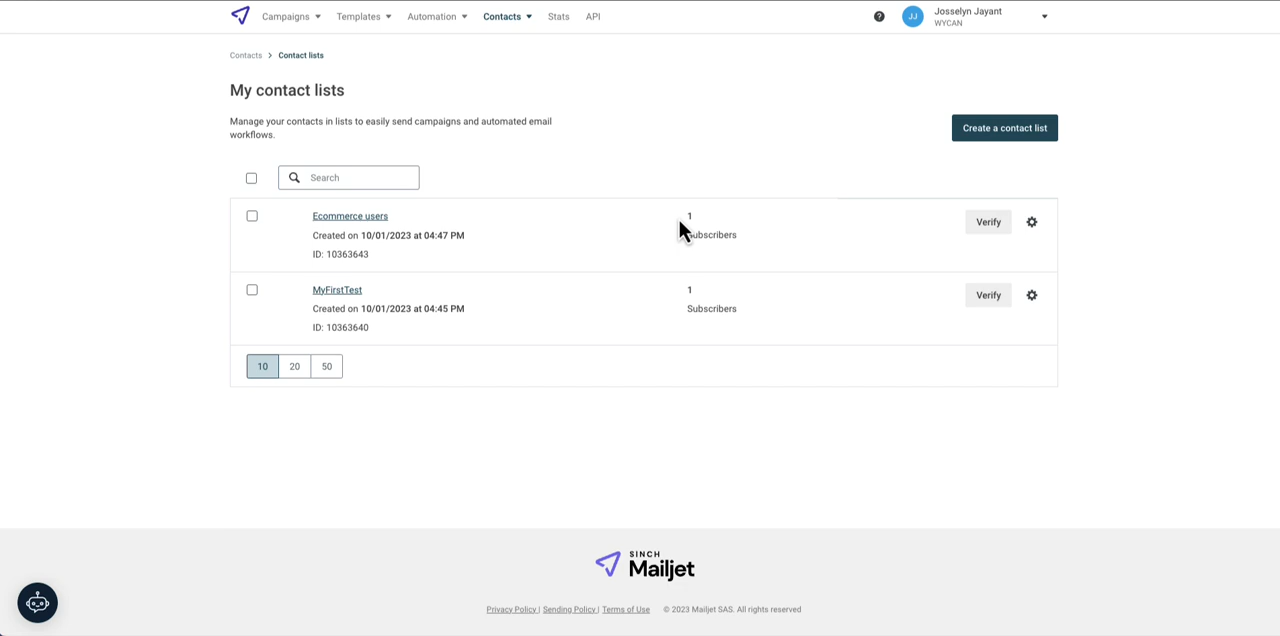 Campaigns Templates Automation Contacts Stats API
? JJ Josselyn Jayant
WYCAN
Contacts > Contact lists
My contact lists
Manage your contacts in lists to easily send campaigns and automated email
workflows.
Create a contact list
Search
Ecommerce users
Created on 10/01/2023 at 04:47 PM
ID: 10363643
1
Subscribers
Verify
MyFirstTest
Created on 10/01/2023 at 04:45 PM
ID: 10363640
1
Subscribers
Verify
10 20 50
SINCH
Mailjet
Privacy Policy | Sending Policy | Terms of Use © 2023 Mailjet SAS. All rights reserved